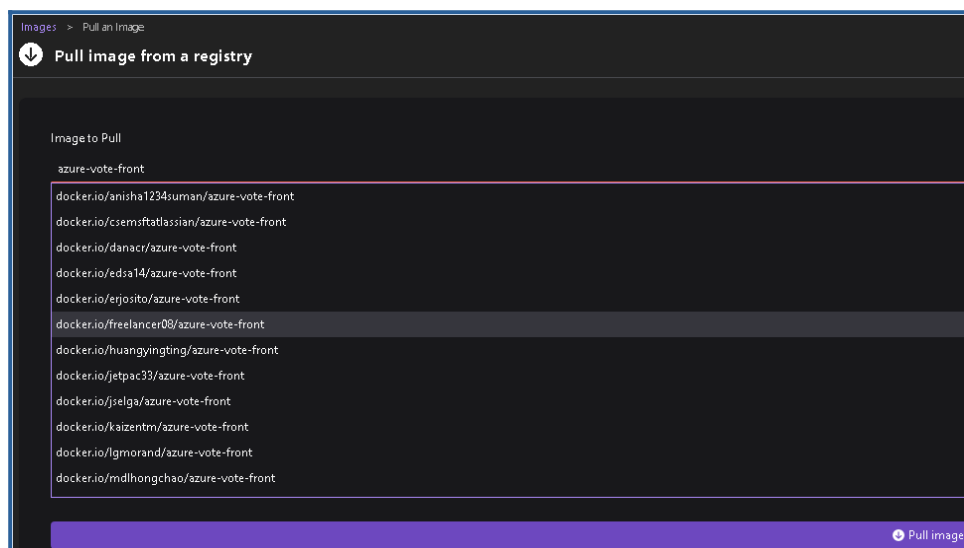 Images > Pull an Image
Pull image from a registry
Image to Pull
azure-vote-front
docker.io/anisha1234suman/azure-vote-front
docker.io/csemsftatlassian/azure-vote-front
docker.io/danacr/azure-vote-front
docker.io/edsa14/azure-vote-front
docker.io/erjosito/azure-vote-front
docker.io/freelancer08/azure-vote-front
docker.io/huangyingting/azure-vote-front
docker.io/jetpac33/azure-vote-front
docker.io/jselga/azure-vote-front
docker.io/kaizentm/azure-vote-front
docker.io/lgmorand/azure-vote-front
docker.io/mdlhongchao/azure-vote-front
Pull image